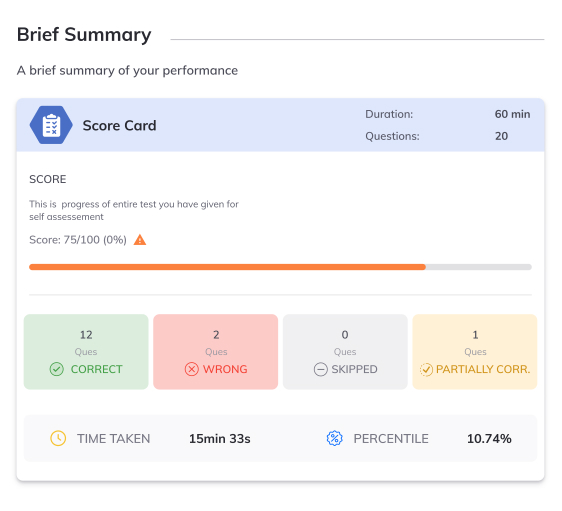 Brief Summary
A brief summary of your performance
Score Card
Duration: 60 min
Questions: 20
SCORE
This is progress of entire test you have given for
self assessement
Score: 75/100 (0%)
12
Ques
CORRECT
2
Ques
WRONG
0
Ques
SKIPPED
1
Ques
PARTIALLY CORR.
TIME TAKEN 15min 33s
PERCENTILE 10.74%